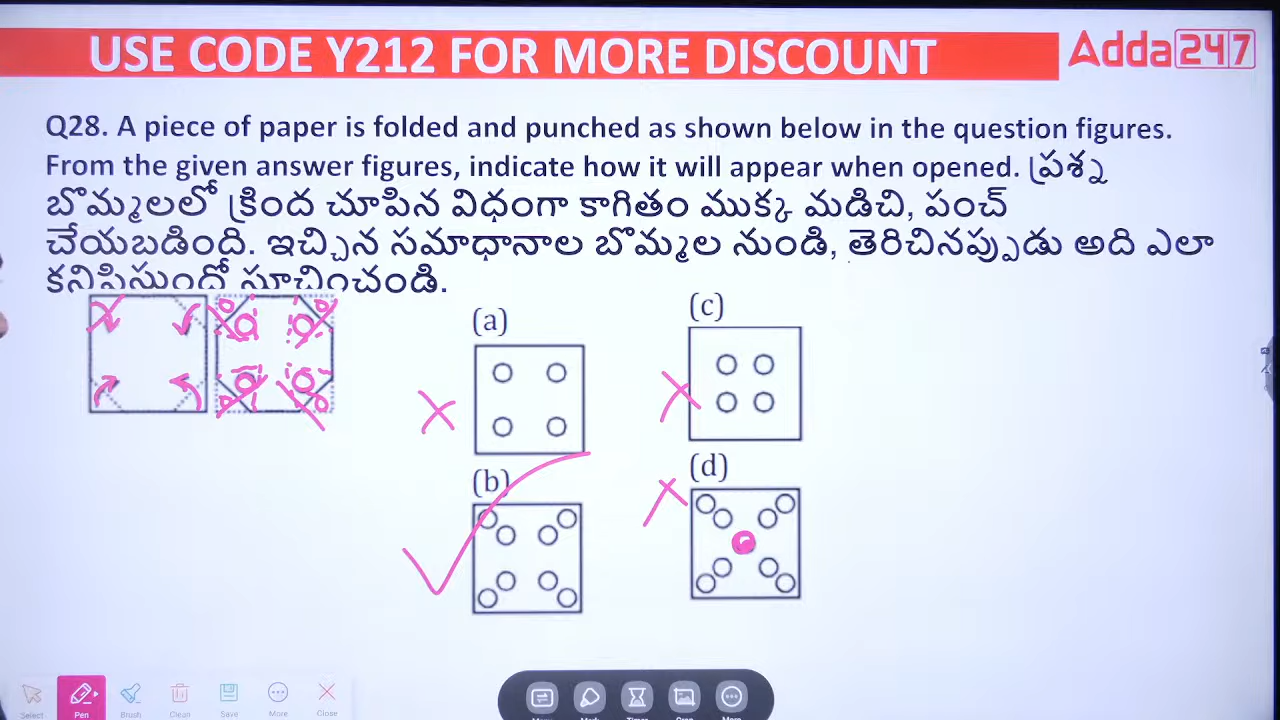 USE CODE Y212 FOR MORE DISCOUNT
Adda247
Q28. A piece of paper is folded and punched as shown below in the question figures.
From the given answer figures, indicate how it will appear when opened. ప్రశ్న
బొమ్మలలో క్రింద చూపిన విధంగా కాగితం ముక్క మడిచి, పంచ్
చేయబడింది. ఇచ్చిన సమాధానాల బొమ్మల నుండి, తెరిచినప్పుడు అది ఎలా
కనిపిస్తుందో సూచించండి.
(a)
(c)
(b)
(d)
Select
Pen
Brush
Clean
Save
More
Close
More